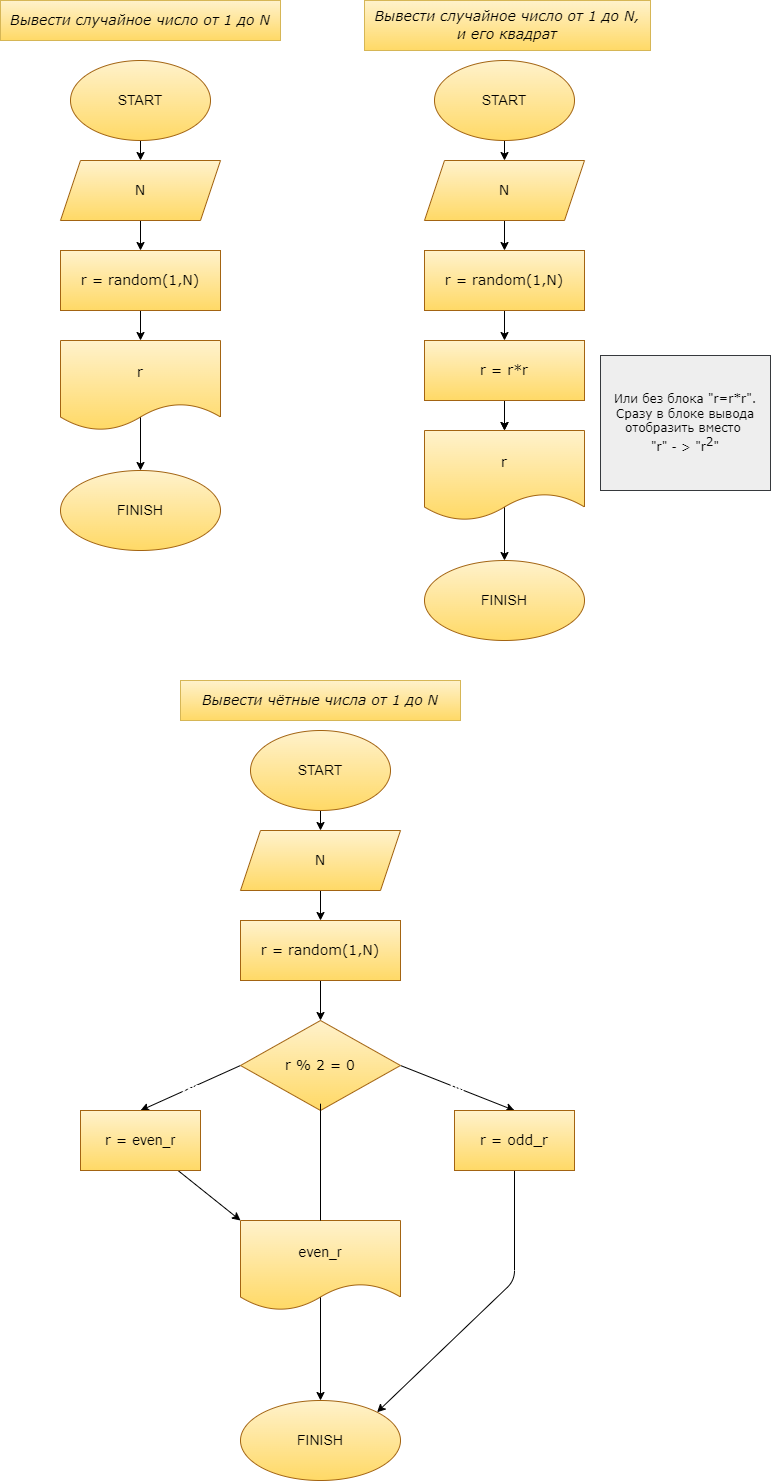 Вывести случайное число от 1 до N
START
N
r = random(1,N)
r
FINISH
Вывести случайное число от 1 до N,
и его квадрат
START
N
r = random(1,N)
r = r*r
r
FINISH
Или без блока "r=r*r".
Сразу в блоке вывода
отобразить вместо
"r" - > "r²"
Вывести чётные числа от 1 до N
START
N
r = random(1,N)
r % 2 = 0
r = even_r
r = odd_r
even_r
FINISH